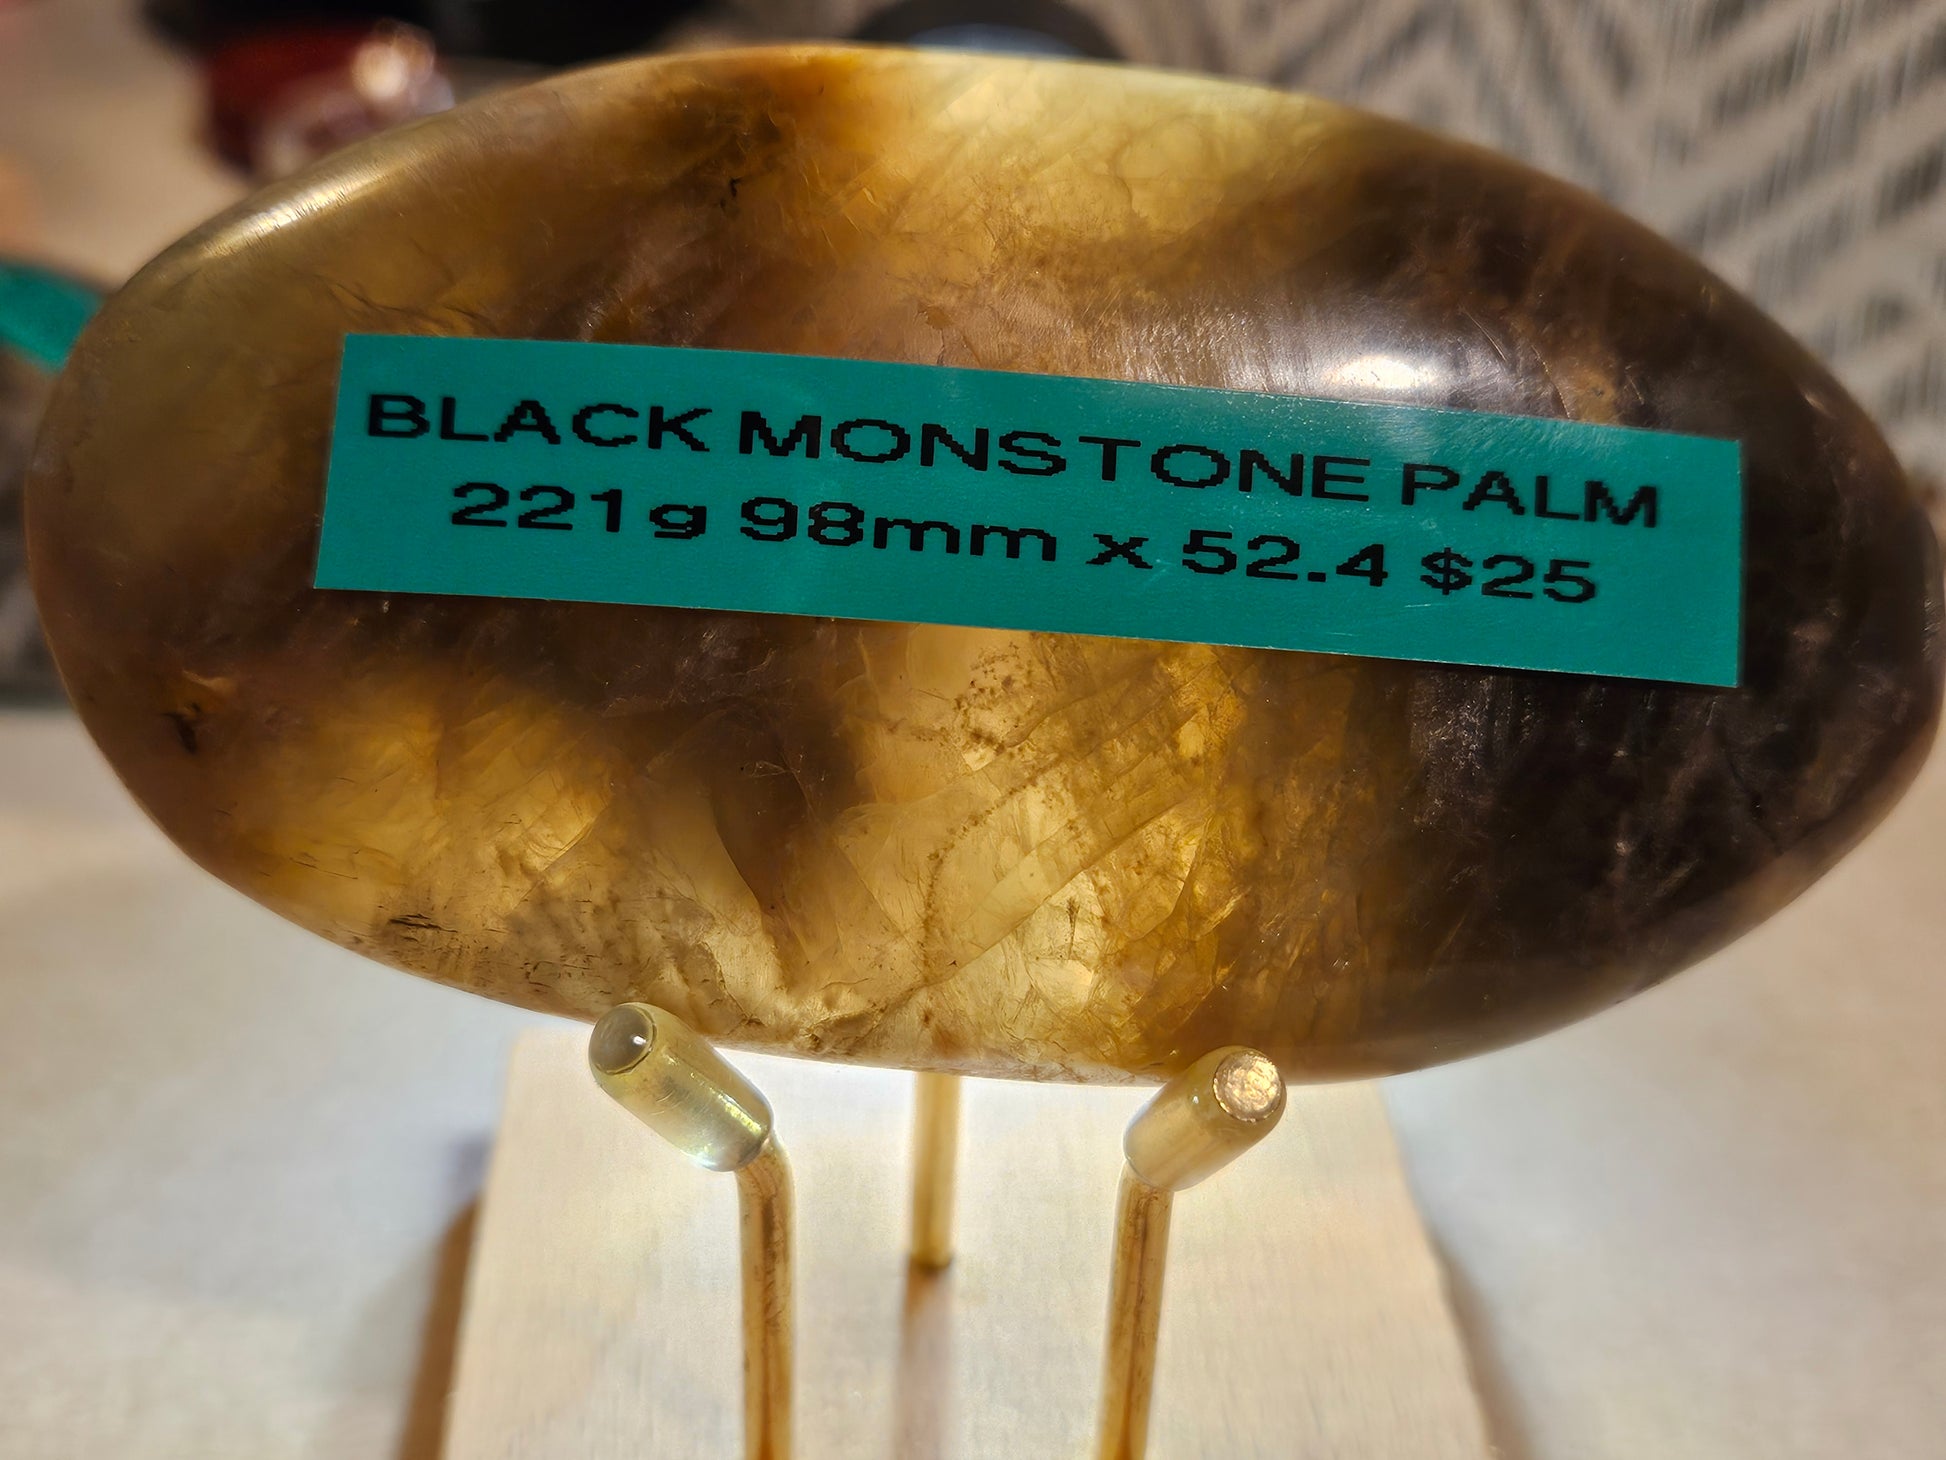 BLACK MONSTONE PALM
221g 98mm x 52.4 $25